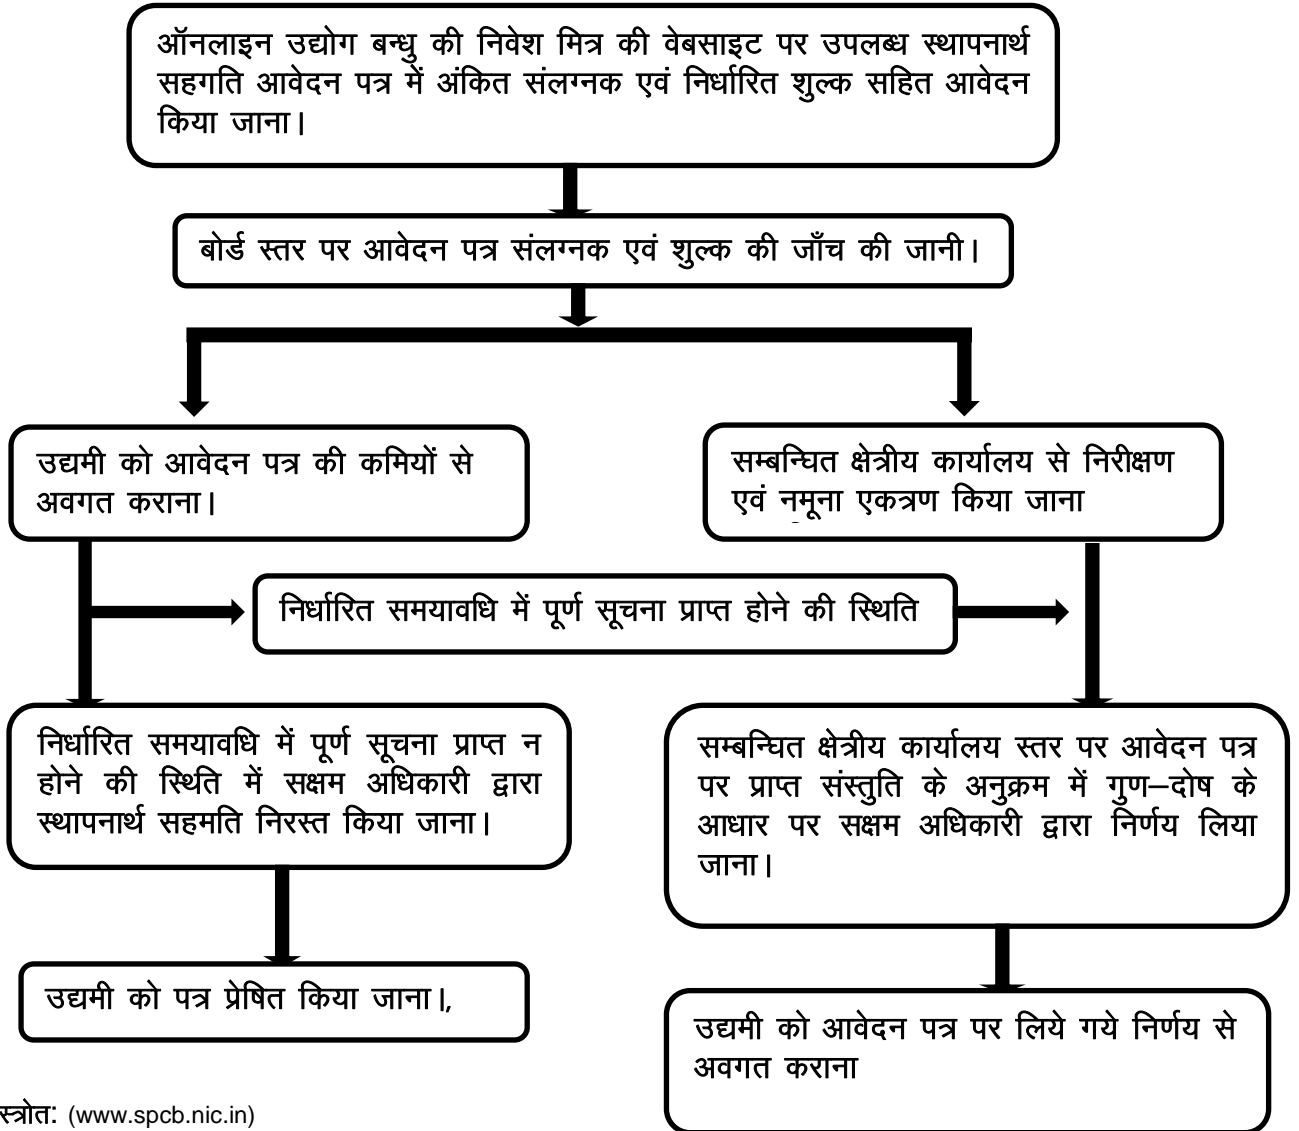 ऑनलाइन उद्योग बन्धु की निवेश मित्र की वेबसाइट पर उपलब्ध स्थापनार्थ
सहगति आवेदन पत्र में अंकित संलग्नक एवं निर्धारित शुल्क सहित आवेदन
किया जाना।
बोर्ड स्तर पर आवेदन पत्र संलग्नक एवं शुल्क की जाँच की जानी।
उद्यमी को आवेदन पत्र की कमियों से
अवगत कराना।
सम्बन्धित क्षेत्रीय कार्यालय से निरीक्षण
एवं नमूना एकत्रण किया जाना
निर्धारित समयावधि में पूर्ण सूचना प्राप्त होने की स्थिति
निर्धारित समयावधि में पूर्ण सूचना प्राप्त न
होने की स्थिति में सक्षम अधिकारी द्वारा
स्थापनार्थ सहमति निरस्त किया जाना।
सम्बन्धित क्षेत्रीय कार्यालय स्तर पर आवेदन पत्र
पर प्राप्त संस्तुति के अनुक्रम में गुण–दोष के
आधार पर सक्षम अधिकारी द्वारा निर्णय लिया
जाना।
उद्यमी को पत्र प्रेषित किया जाना।,
उद्यमी को आवेदन पत्र पर लिये गये निर्णय से
अवगत कराना
स्त्रोत: (www.spcb.nic.in)